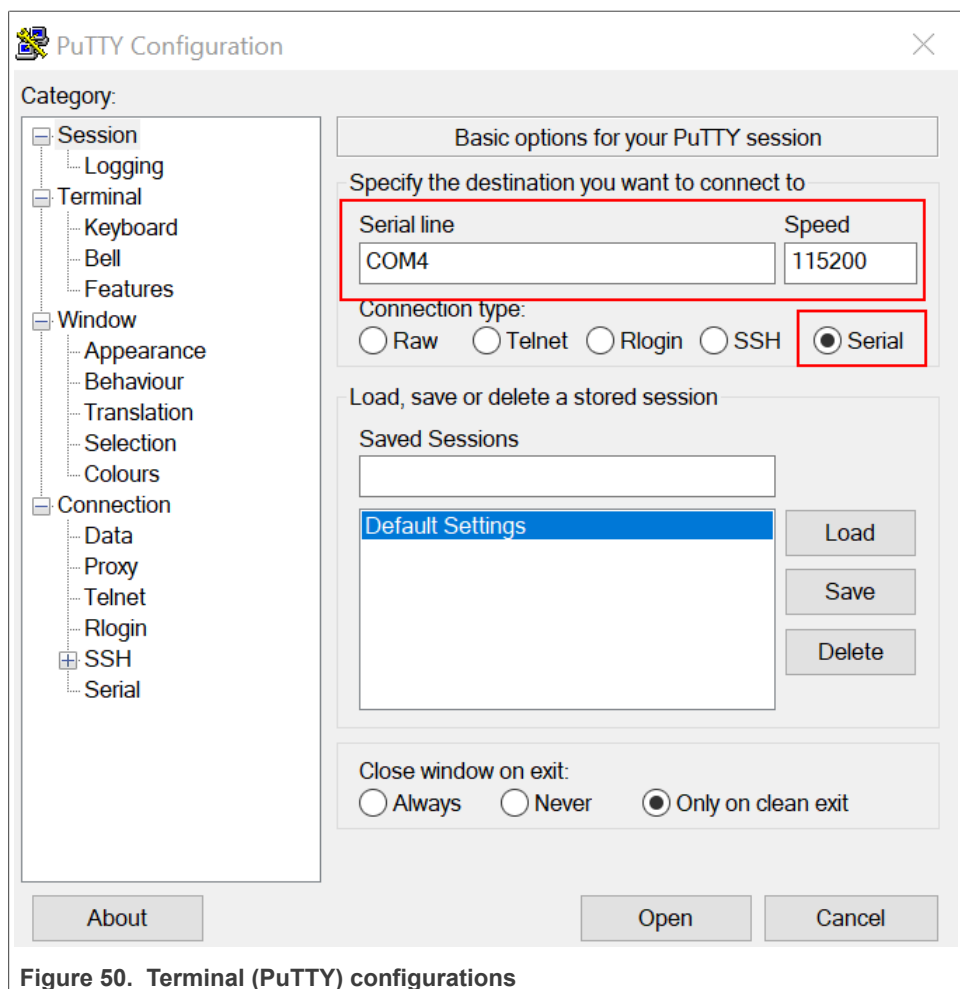 PuTTY Configuration
Category:
Session
Logging
Terminal
Keyboard
Bell
Features
Window
Appearance
Behaviour
Translation
Selection
Colours
Connection
Data
Proxy
Telnet
Rlogin
SSH
Serial
Basic options for your PuTTY session
Specify the destination you want to connect to
Serial line Speed
COM4 115200
Connection type:
Raw Telnet Rlogin SSH Serial
Load, save or delete a stored session
Saved Sessions
Default Settings
Load
Save
Delete
Close window on exit:
Always Never Only on clean exit
About Open Cancel
Figure 50. Terminal (PuTTY) configurations